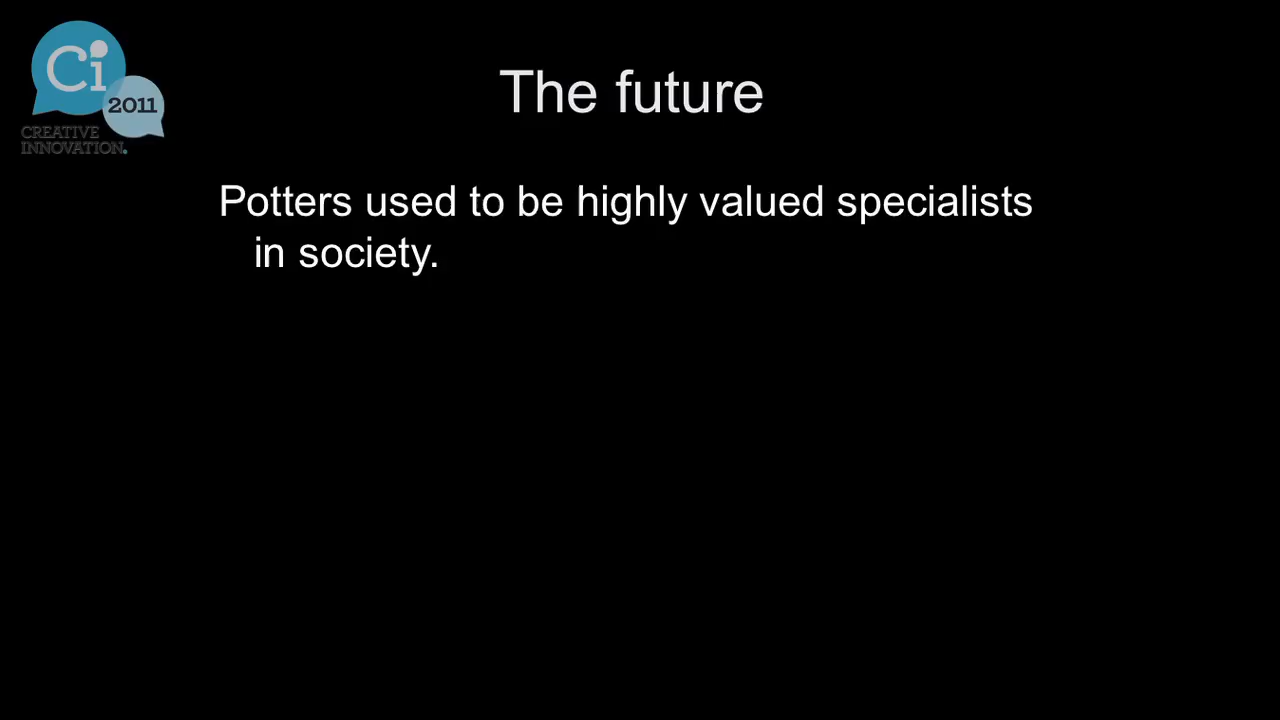 Ci
2011
CREATIVE
INNOVATION.
The future
Potters used to be highly valued specialists
in society.